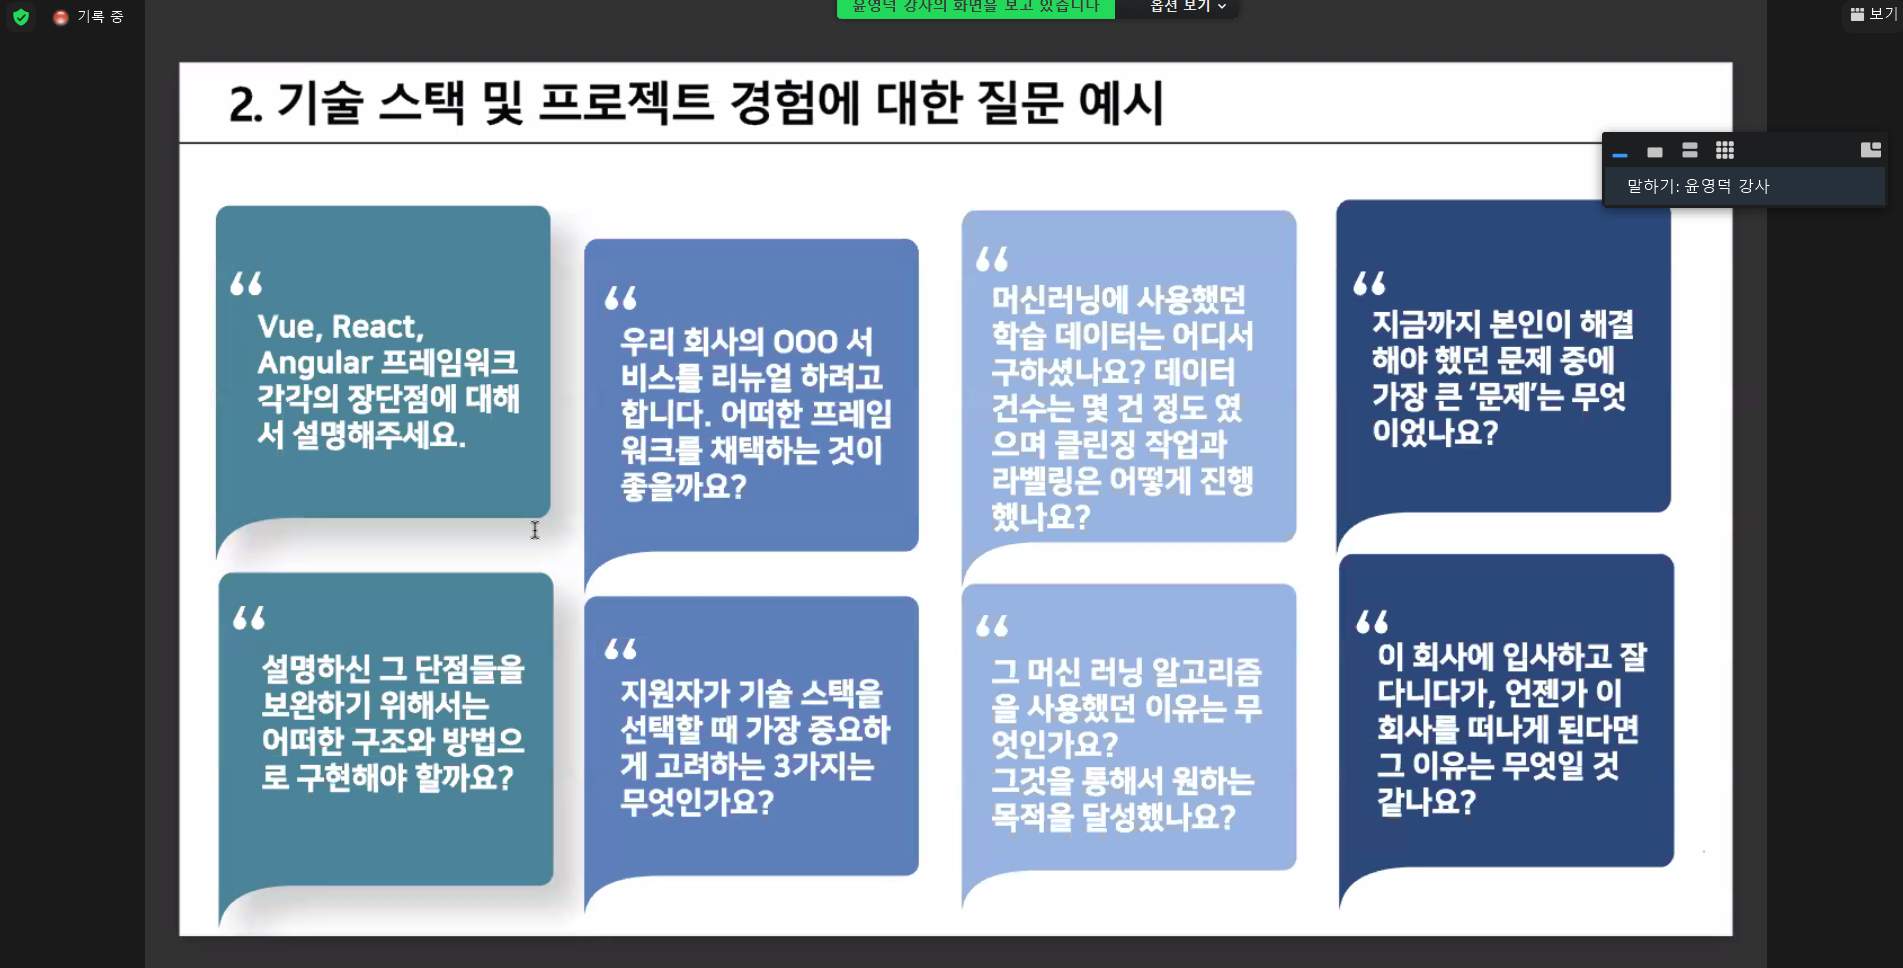 기록 중
윤영덕 강사의 화면을 보고 있습니다
옵션 보기
보기
2. 기술 스택 및 프로젝트 경험에 대한 질문 예시
말하기: 윤영덕 강사
Vue, React,
Angular 프레임워크
각각의 장단점에 대해
서 설명해주세요.
우리 회사의 OOO 서
비스를 리뉴얼 하려고
합니다. 어떠한 프레임
워크를 채택하는 것이
좋을까요?
머신러닝에 사용했던
학습 데이터는 어디서
구하셨나요? 데이터
건수는 몇 건 정도 였
으며 클린징 작업과
라벨링은 어떻게 진행
했나요?
지금까지 본인이 해결
해야 했던 문제 중에
가장 큰 ‘문제’는 무엇
이었나요?
설명하신 그 단점들을
보완하기 위해서는
어떠한 구조와 방법으
로 구현해야 할까요?
지원자가 기술 스택을
선택할 때 가장 중요하
게 고려하는 3가지는
무엇인가요?
그 머신 러닝 알고리즘
을 사용했던 이유는 무
엇인가요?
그것을 통해서 원하는
목적을 달성했나요?
이 회사에 입사하고 잘
다니다가, 언젠가 이
회사를 떠나게 된다면
그 이유는 무엇일 것
같나요?